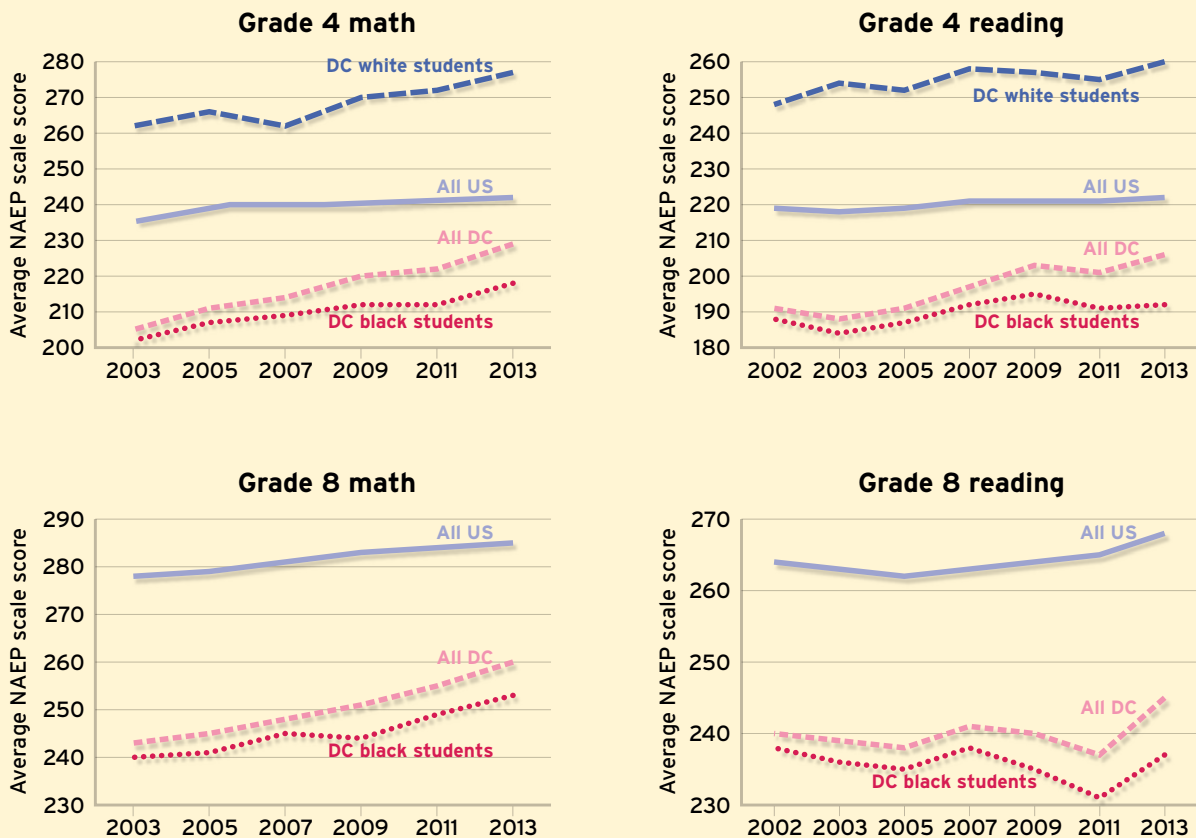 Grade 4 math
Average NAEP scale score
280
270
260
250
240
230
220
210
200
DC white students
All US
All DC
DC black students
2003 2005 2007 2009 2011 2013
Grade 4 reading
Average NAEP scale score
260
250
240
230
220
210
200
190
180
DC white students
All US
All DC
DC black students
2002 2003 2005 2007 2009 2011 2013
Grade 8 math
Average NAEP scale score
290
280
270
260
250
240
230
All US
All DC
DC black students
2003 2005 2007 2009 2011 2013
Grade 8 reading
Average NAEP scale score
270
260
250
240
230
All US
All DC
DC black students
2002 2003 2005 2007 2009 2011 2013